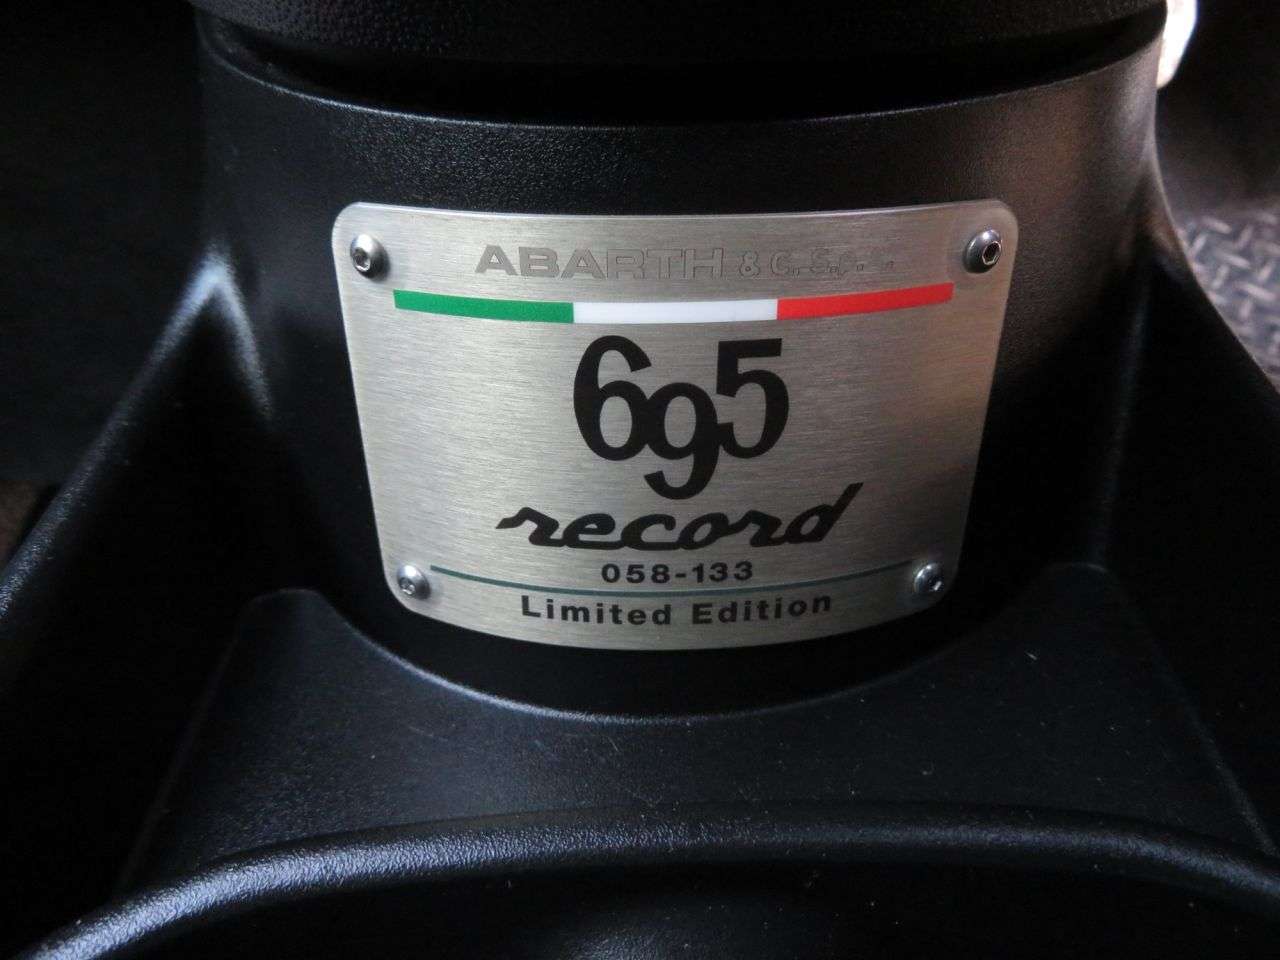 ABARTH & C. S.P.A.
695
record
058-133
Limited Edition